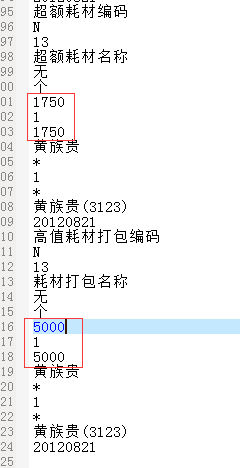 95 超额耗材编码
96 N
97 13
98 超额耗材名称
99 无
00 个
01 1750
02 1
03 1750
04 黄族贵
05 *
06 1
07 *
08 黄族贵(3123)
09 20120821
10 高值耗材打包编码
11 N
12 13
13 耗材打包名称
14 无
15 个
16 5000
17 1
18 5000
19 黄族贵
20 *
21 1
22 *
23 黄族贵(3123)
24 20120821